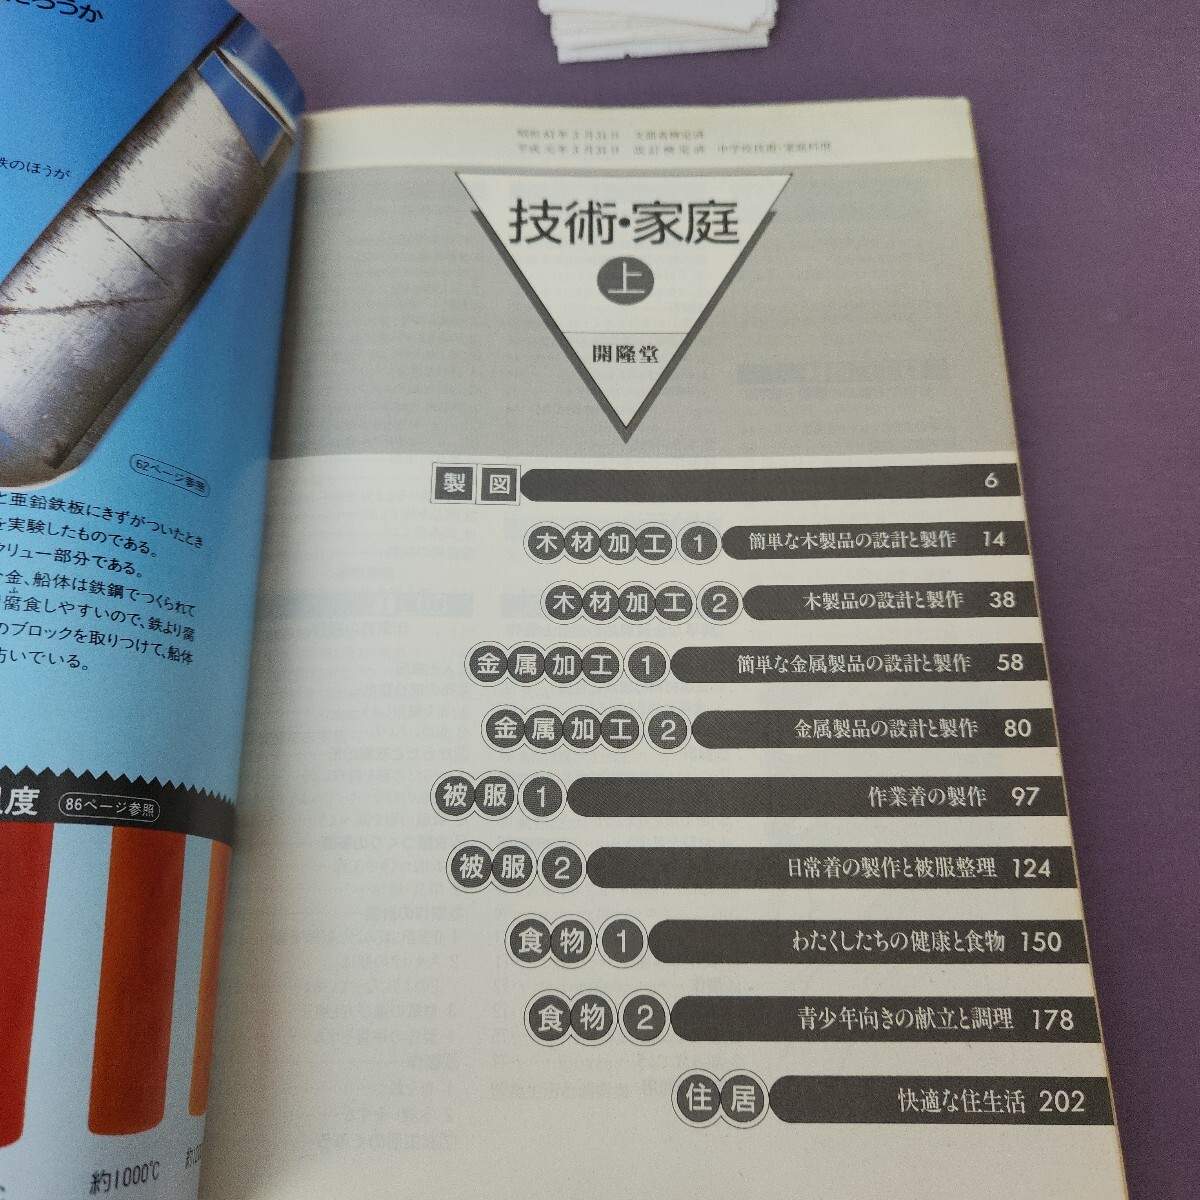 だろうか
鉄のほうが
62ページ参照
と亜鉛鉄板にきずがついたとき
を実験したものである。
クリュー部分である。
合金、船体は鉄鋼でつくられて
腐食しやすいので、鉄より腐
のブロックを取りつけて、船体
防いでいる。
温度
86ページ参照
約1000℃
昭和61年3月31日 文部省検定済
平成元年3月31日 改訂検定済 中学校技術・家庭科用
技術・家庭
上
開隆堂
製図 6
木材加工1 簡単な木製品の設計と製作 14
木材加工2 木製品の設計と製作 38
金属加工1 簡単な金属製品の設計と製作 58
金属加工2 金属製品の設計と製作 80
被服1 作業着の製作 97
被服2 日常着の製作と被服整理 124
食物1 わたくしたちの健康と食物 150
食物2 青少年向きの献立と調理 178
住居 快適な住生活 202